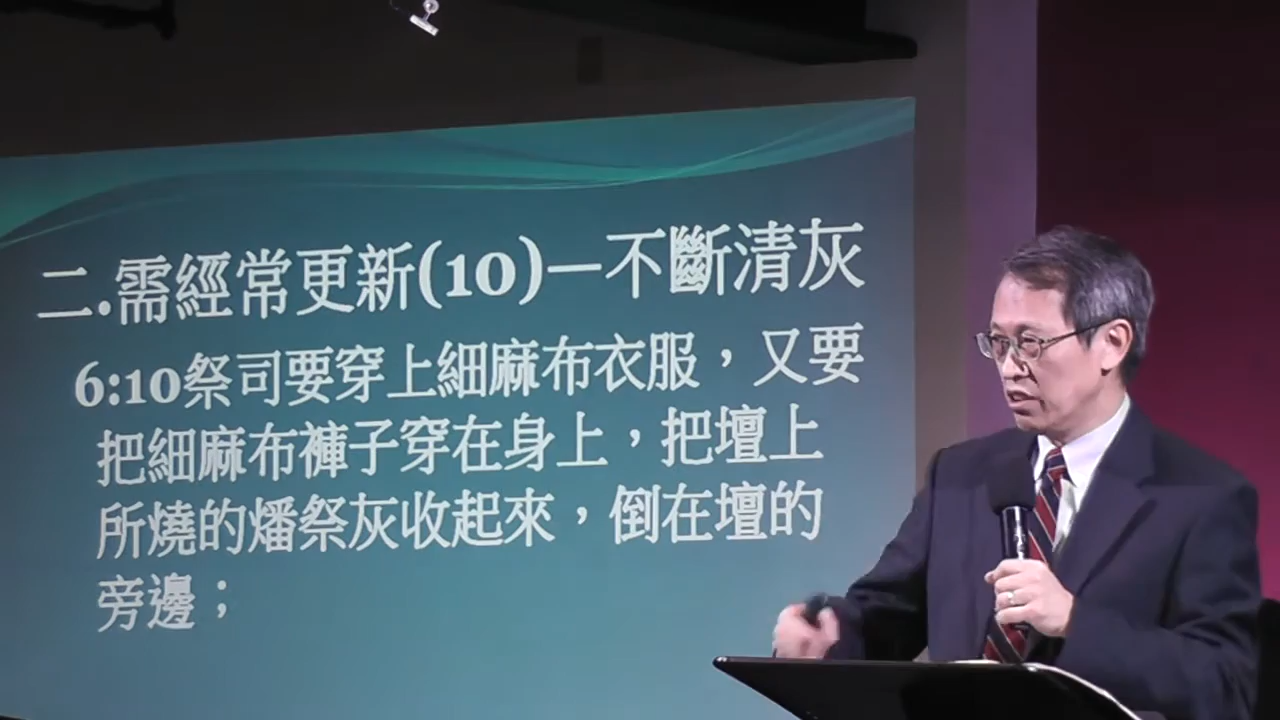 二.需經常更新(10)—不斷清灰
6:10祭司要穿上細麻布衣服，又要
把細麻布褲子穿在身上，把壇上
所燒的燔祭灰收起來，倒在壇的
旁邊；